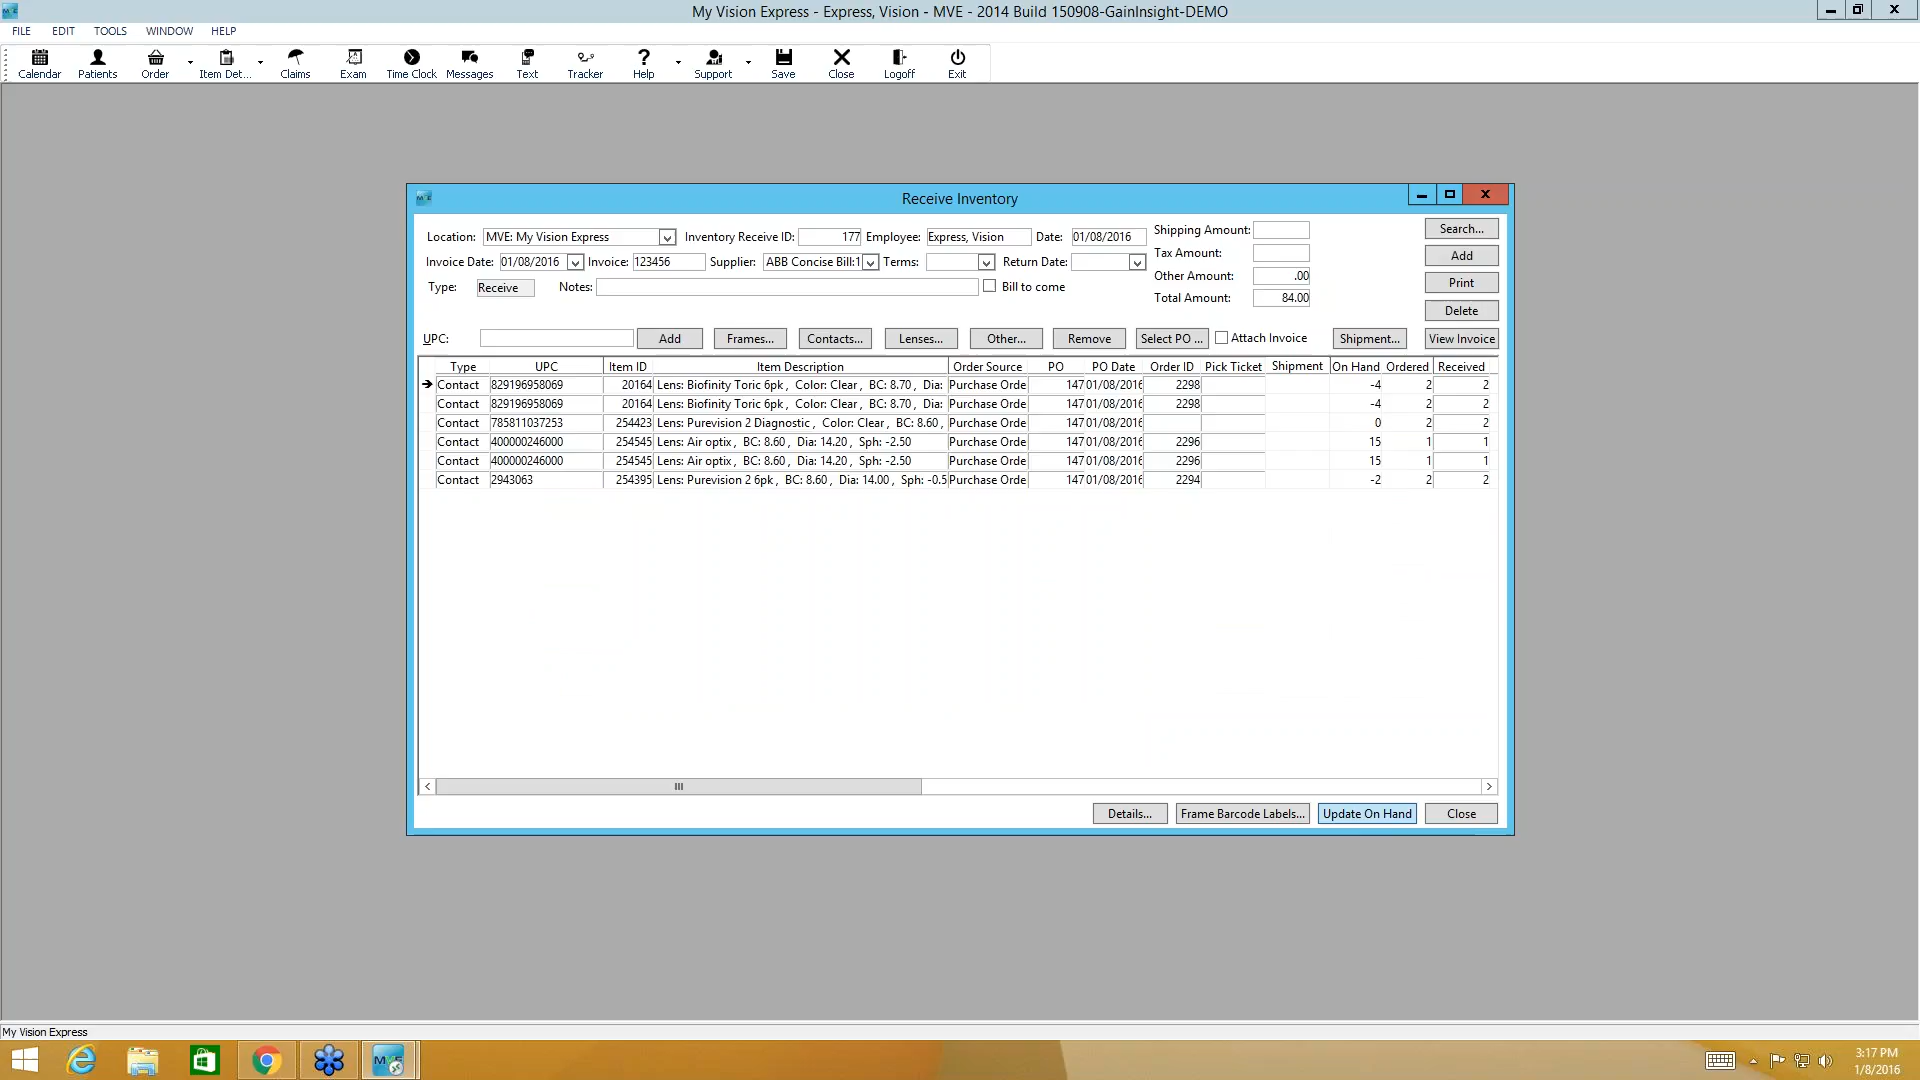 My Vision Express - Express, Vision - MVE - 2014 Build 150908-GainInsight-DEMO
FILE EDIT TOOLS WINDOW HELP
Calendar Patients Order Item Det... Claims Exam Time Clock Messages Text Tracker Help Support Save Close Logoff Exit
Receive Inventory
Location: MVE: My Vision Express Inventory Receive ID: 177 Employee: Express, Vision Date: 01/08/2016 Shipping Amount: Search...
Invoice Date: 01/08/2016 Invoice: 123456 Supplier: ABB Concise Bill:1 Terms: Return Date: Tax Amount: Add
Type: Receive Notes: Bill to come Other Amount: .00 Print
Total Amount: 84.00 Delete
UPC: Add Frames... Contacts... Lenses... Other... Remove Select PO ... Attach Invoice Shipment... View Invoice
Type UPC Item ID Item Description Order Source PO PO Date Order ID Pick Ticket Shipment On Hand Ordered Received
Contact 829196958069 20164 Lens: Biofinity Toric 6pk , Color: Clear , BC: 8.70 , Dia: Purchase Orde 147 01/08/2016 2298 -4 2 2
Contact 829196958069 20164 Lens: Biofinity Toric 6pk , Color: Clear , BC: 8.70 , Dia: Purchase Orde 147 01/08/2016 2298 -4 2 2
Contact 785811037253 254423 Lens: Purevision 2 Diagnostic , Color: Clear , BC: 8.60 , Purchase Orde 147 01/08/2016 0 2 2
Contact 400000246000 254545 Lens: Air optix , BC: 8.60 , Dia: 14.20 , Sph: -2.50 Purchase Orde 147 01/08/2016 2296 15 1 1
Contact 400000246000 254545 Lens: Air optix , BC: 8.60 , Dia: 14.20 , Sph: -2.50 Purchase Orde 147 01/08/2016 2296 15 1 1
Contact 2943063 254395 Lens: Purevision 2 6pk , BC: 8.60 , Dia: 14.00 , Sph: -0.5 Purchase Orde 147 01/08/2016 2294 -2 2 2
Details... Frame Barcode Labels... Update On Hand Close
My Vision Express
3:17 PM
1/8/2016